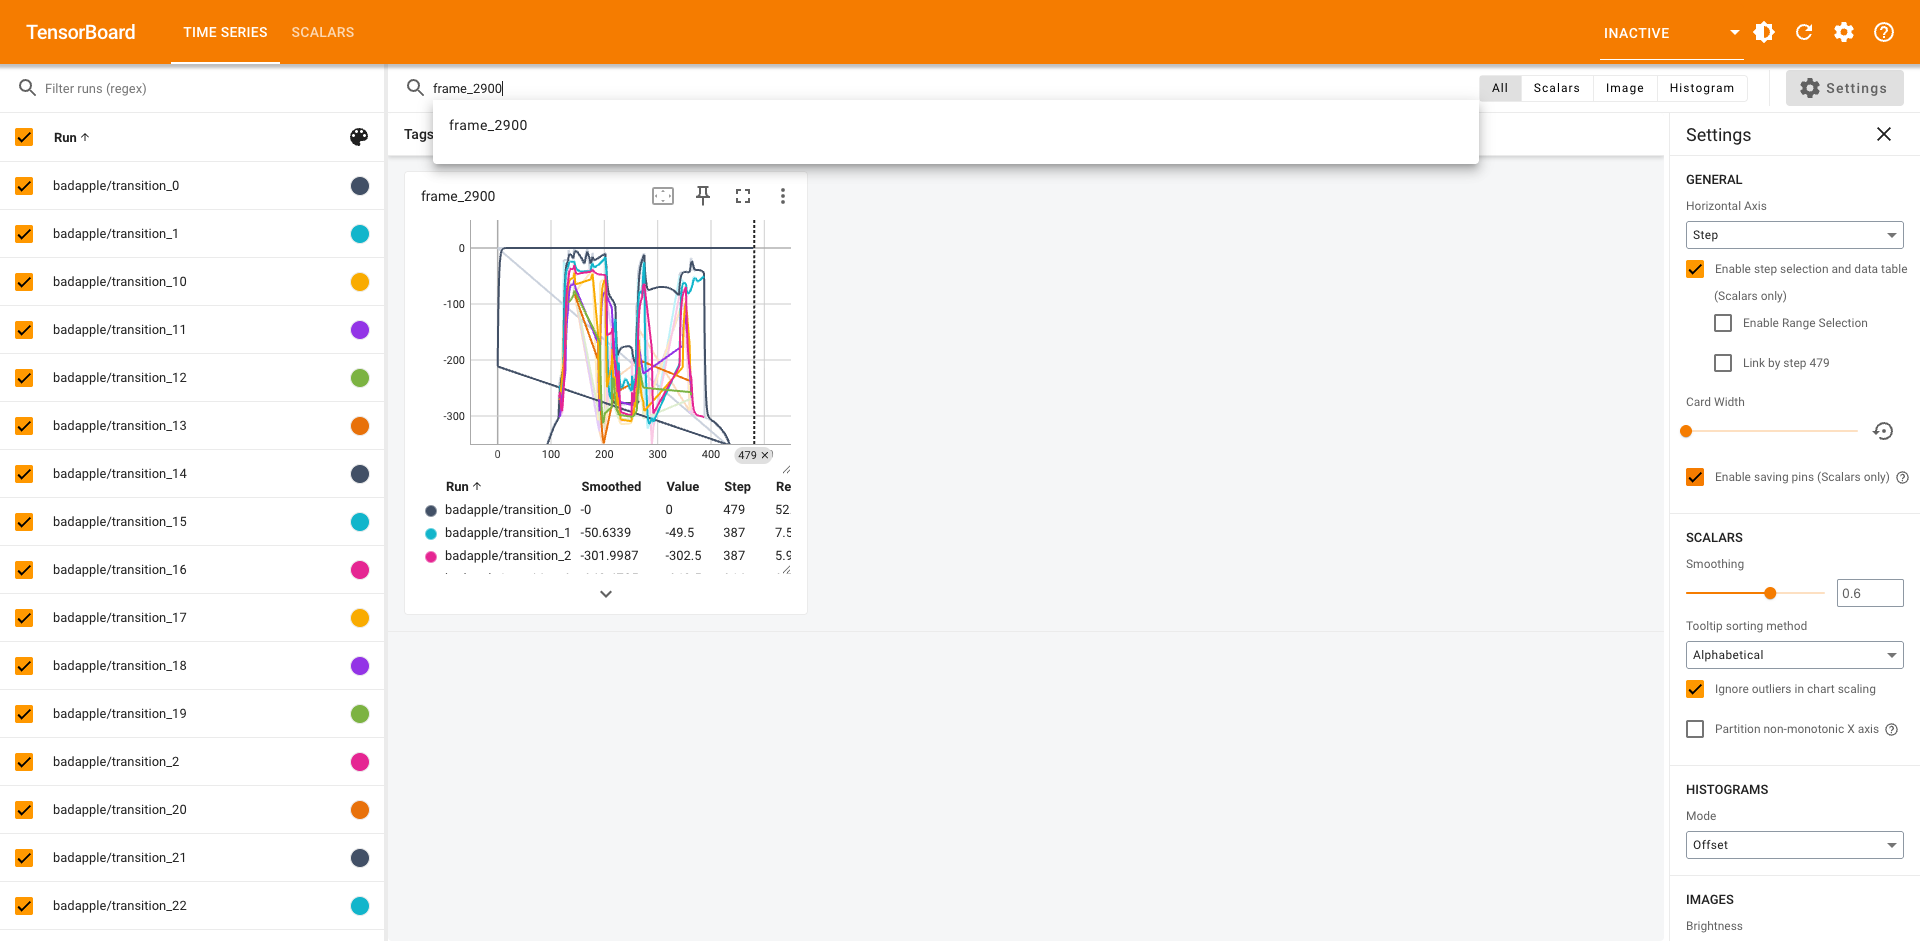 TensorBoard TIME SERIES SCALARS INACTIVE
Filter runs (regex)
Run
badapple/transition_0
badapple/transition_1
badapple/transition_10
badapple/transition_11
badapple/transition_12
badapple/transition_13
badapple/transition_14
badapple/transition_15
badapple/transition_16
badapple/transition_17
badapple/transition_18
badapple/transition_19
badapple/transition_2
badapple/transition_20
badapple/transition_21
badapple/transition_22
frame_2900
All Scalars Image Histogram
Settings
frame_2900
Tags
frame_2900
0
-100
-200
-300
0 100 200 300 400 479
Run Smoothed Value Step Re
badapple/transition_0 -0 0 479 52.
badapple/transition_1 -50.6339 -49.5 387 7.5
badapple/transition_2 -301.9987 -302.5 387 5.9
Settings
GENERAL
Horizontal Axis
Step
Enable step selection and data table
(Scalars only)
Enable Range Selection
Link by step 479
Card Width
Enable saving pins (Scalars only)
SCALARS
Smoothing
0.6
Tooltip sorting method
Alphabetical
Ignore outliers in chart scaling
Partition non-monotonic X axis
HISTOGRAMS
Mode
Offset
IMAGES
Brightness